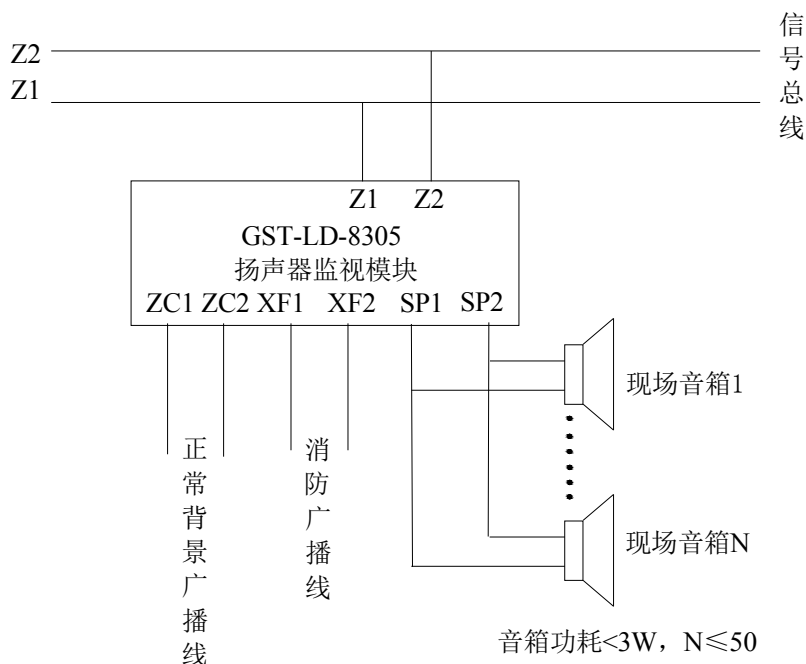 Z2
Z1
信号总线
Z1 Z2
GST-LD-8305
扬声器监视模块
ZC1 ZC2 XF1 XF2 SP1 SP2
现场音箱1
正常背景广播线
消防广播线
现场音箱N
音箱功耗<3W，N≤50